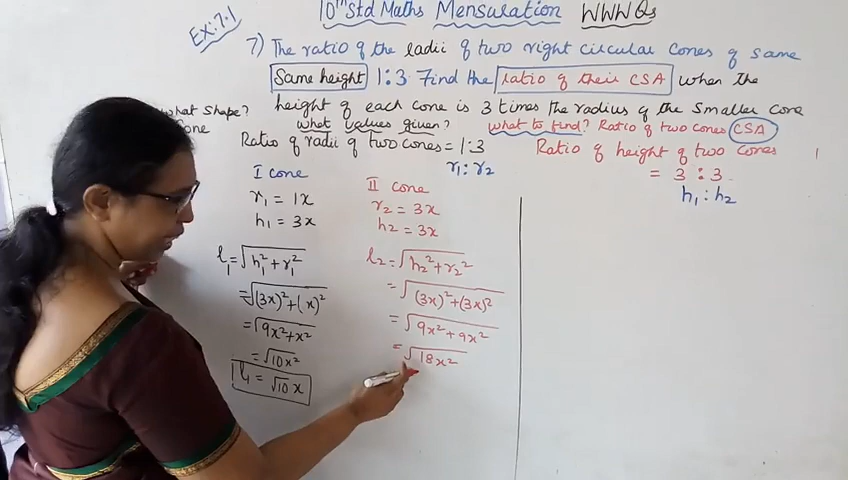 10th Std Maths Mensuration WWW Qs
Ex:7.1
7) The ratio of the radii of two right circular cones of same
Same height 1:3 Find the ratio of their CSA when the
height of each cone is 3 times the radius of the smaller cone
what shape?
what values given?
what to find? Ratio of two cones CSA
Ratio of radii of two cones = 1:3
r₁ : r₂
Ratio of height of two cones
= 3 : 3
h₁ : h₂
I cone
r₁ = 1x
h₁ = 3x
l₁ = √h₁² + r₁²
= √(3x)² + (x)²
= √9x² + x²
= √10x²
l₁ = √10 x
II cone
r₂ = 3x
h₂ = 3x
l₂ = √h₂² + r₂²
= √(3x)² + (3x)²
= √9x² + 9x²
= √18x²